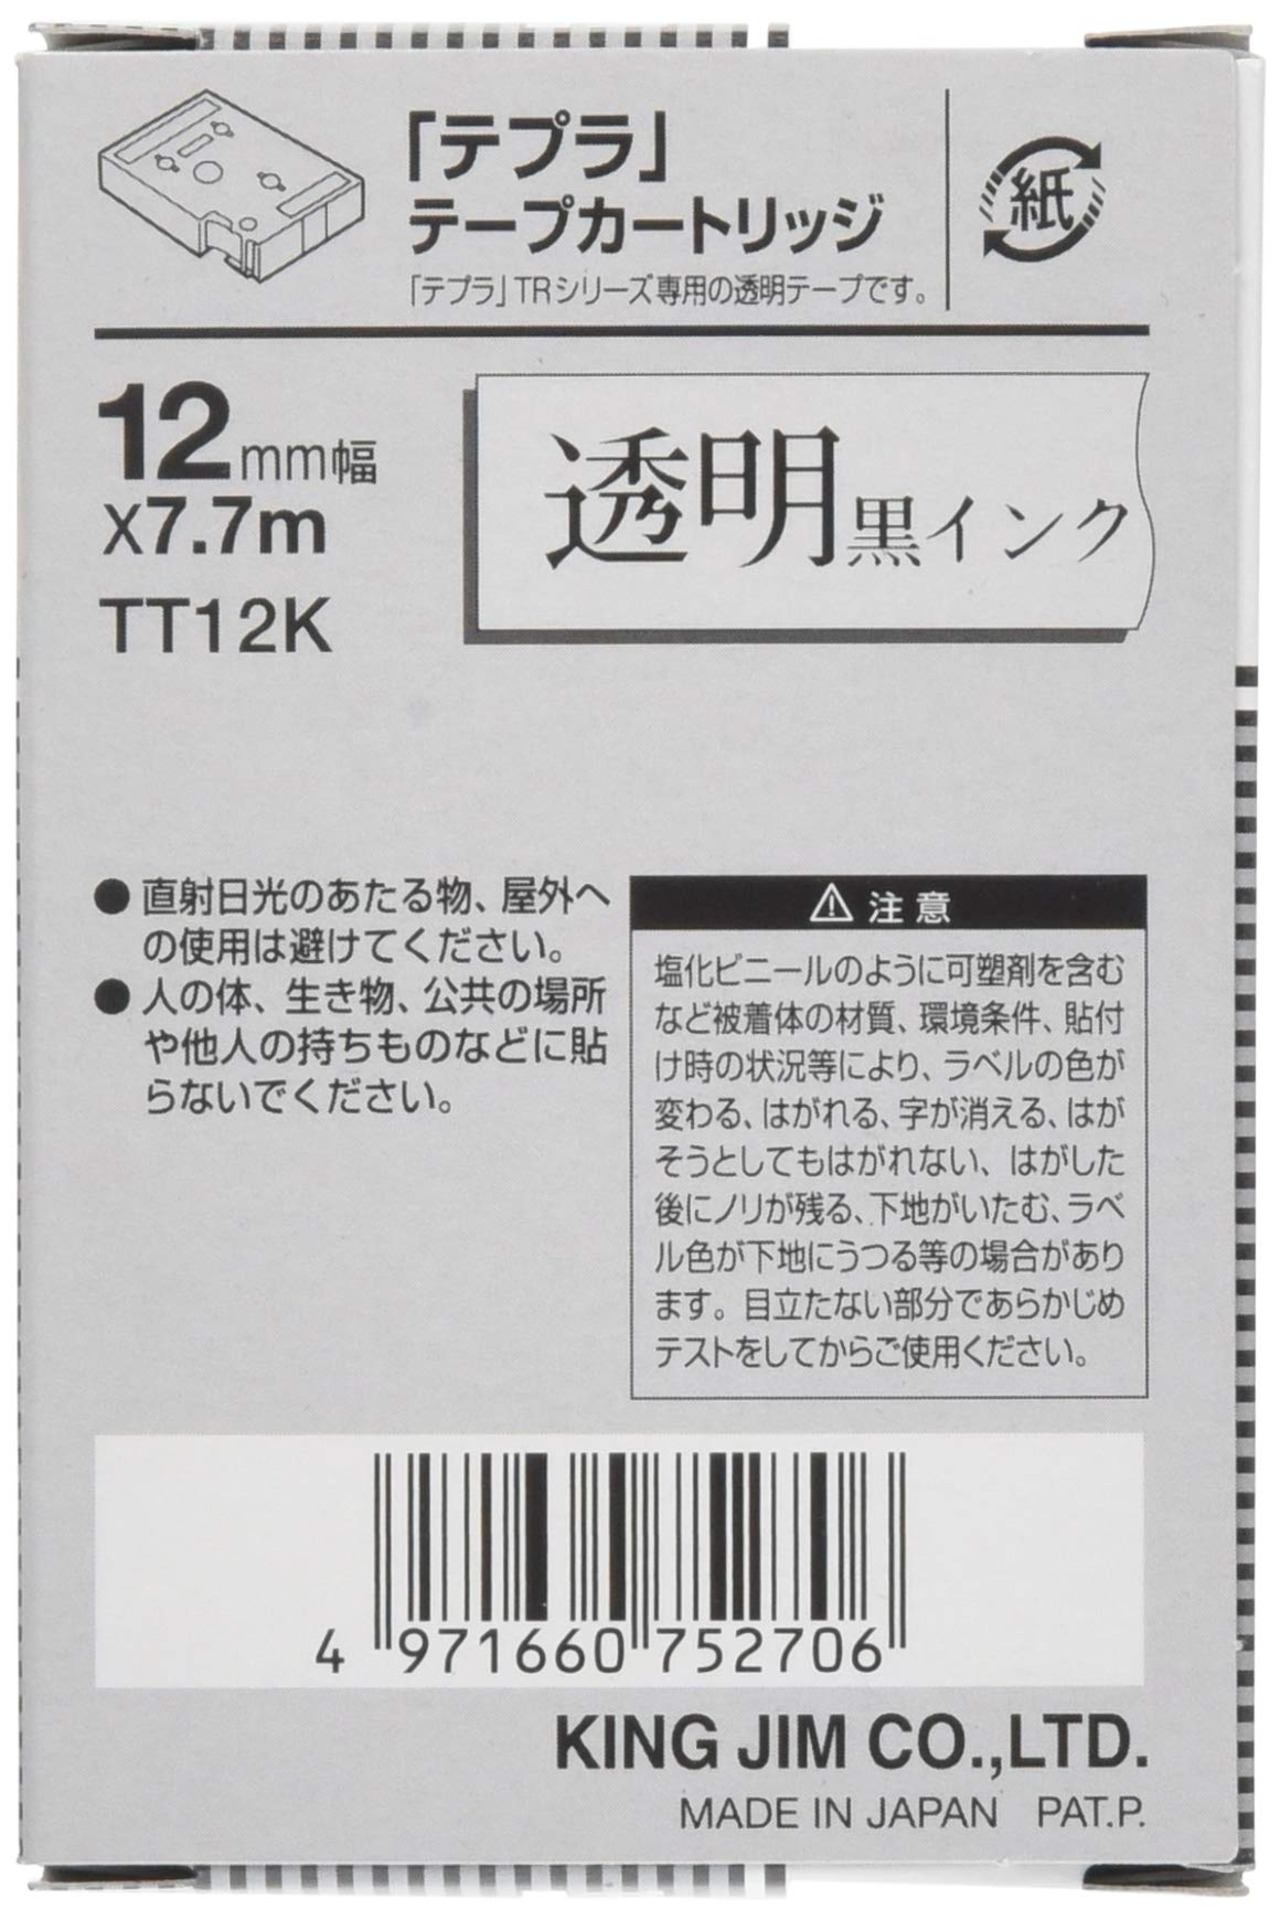 「テプラ」
テープカートリッジ
「テプラ」TRシリーズ専用の透明テープです。
紙
12mm幅
X7.7m
TT12K
透明黒インク
●直射日光のあたる物、屋外へ
の使用は避けてください。
●人の体、生き物、公共の場所
や他人の持ちものなどに貼
らないでください。
⚠注意
塩化ビニールのように可塑剤を含む
など被着体の材質、環境条件、貼付
け時の状況等により、ラベルの色が
変わる、はがれる、字が消える、はが
そうとしてもはがれない、はがした
後にノリが残る、下地がいたむ、ラベ
ル色が下地にうつる等の場合があり
ます。目立たない部分であらかじめ
テストをしてからご使用ください。
4 971660 752706
KING JIM CO.,LTD.
MADE IN JAPAN PAT.P.